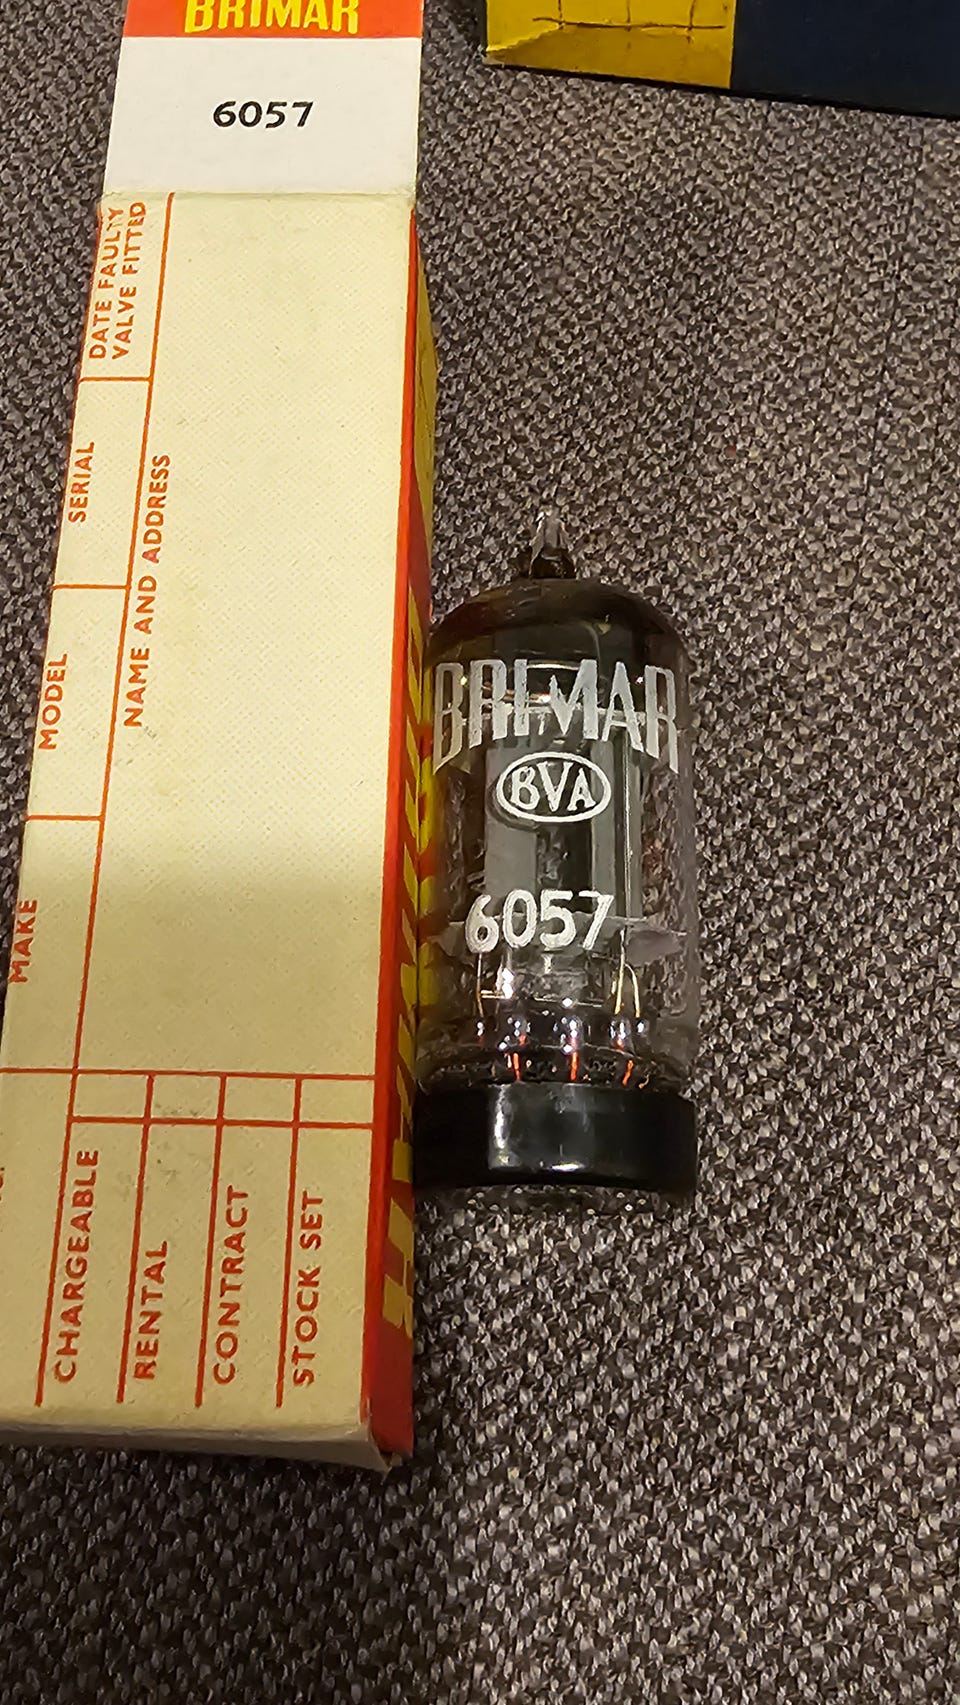 BRIMAR
6057
DATE FAULTY
VALVE FITTED
SERIAL
NAME AND ADDRESS
MODEL
MAKE
CHARGEABLE
RENTAL
CONTRACT
STOCK SET
BRIMAR
BVA
6057